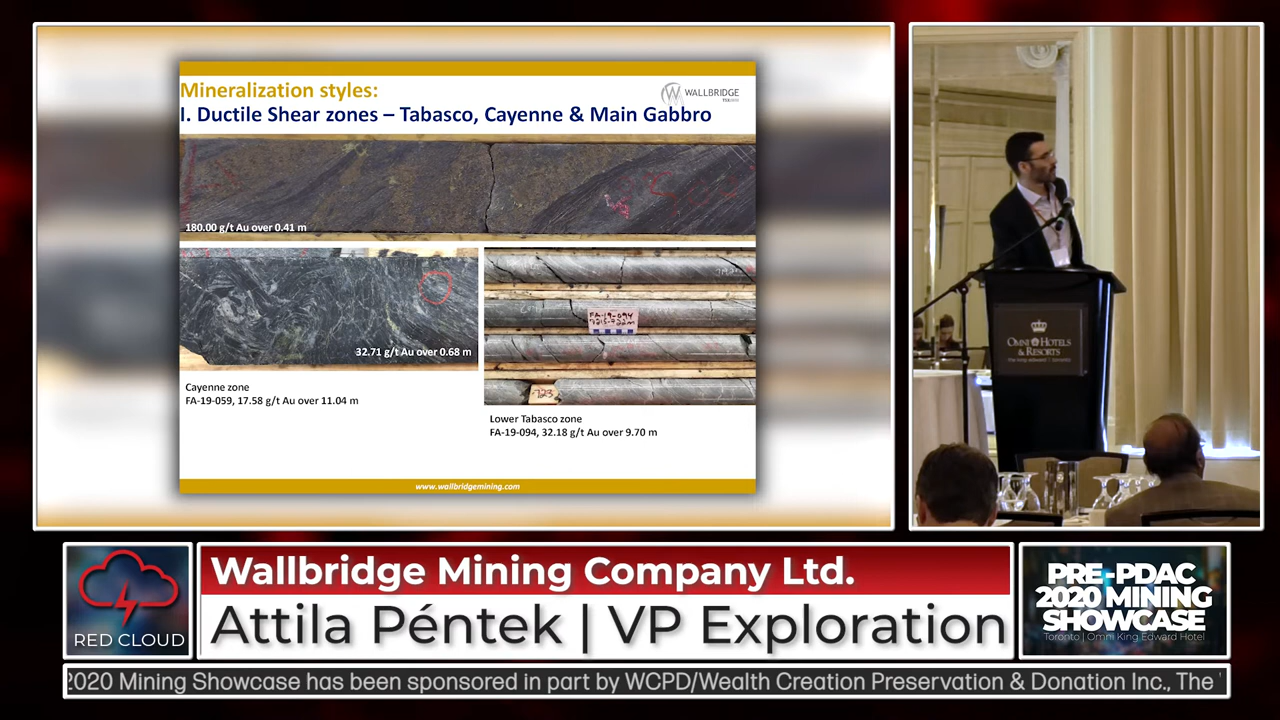 Mineralization styles:
I. Ductile Shear zones – Tabasco, Cayenne & Main Gabbro
WALLBRIDGE
180.00 g/t Au over 0.41 m
32.71 g/t Au over 0.68 m
FA-19-094
723
Cayenne zone
FA-19-059, 17.58 g/t Au over 11.04 m
Lower Tabasco zone
FA-19-094, 32.18 g/t Au over 9.70 m
www.wallbridgemining.com
OMNI HOTELS
& RESORTS
RED CLOUD
Wallbridge Mining Company Ltd.
Attila Péntek | VP Exploration
PRE-PDAC
2020 MINING
SHOWCASE
Toronto | Omni King Edward Hotel
2020 Mining Showcase has been sponsored in part by WCPD/Wealth Creation Preservation & Donation Inc., The